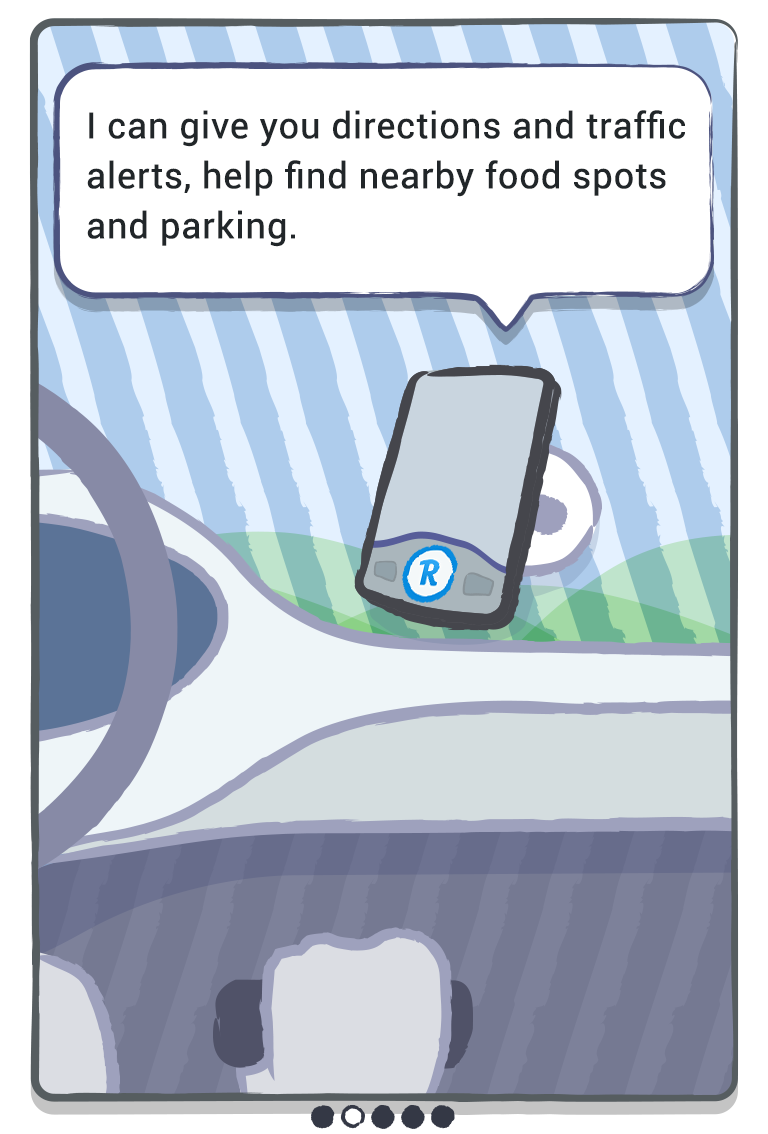 I can give you directions and traffic
alerts, help find nearby food spots
and parking.
R